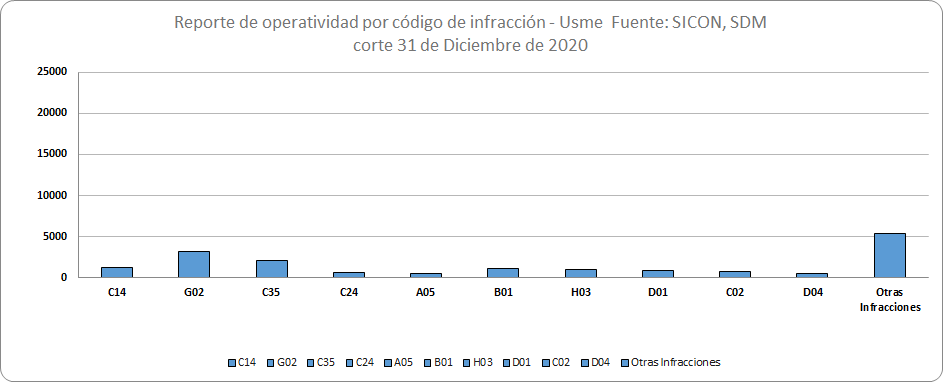 Reporte de operatividad por código de infracción - Usme  Fuente: SICON, SDM
corte 31 de Diciembre de 2020
25000
20000
15000
10000
5000
0
C14 G02 C35 C24 A05 B01 H03 D01 C02 D04 Otras
Infracciones
C14 G02 C35 C24 A05 B01 H03 D01 C02 D04 Otras Infracciones